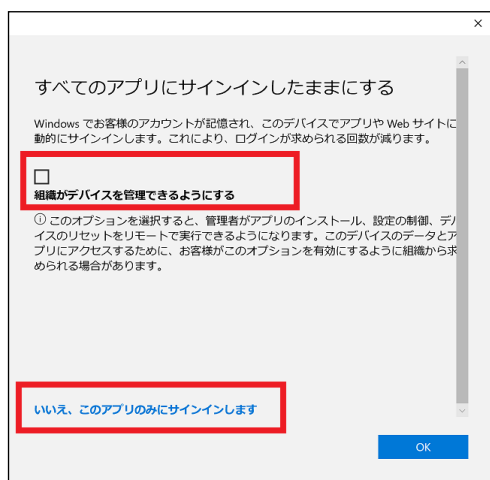 すべてのアプリにサインインしたままにする
Windows でお客様のアカウントが記憶され、このデバイスでアプリや Web サイトに
動的にサインインします。これにより、ログインが求められる回数が減ります。
組織がデバイスを管理できるようにする
このオプションを選択すると、管理者がアプリのインストール、設定の制御、デバ
イスのリセットをリモートで実行できるようになります。このデバイスのデータとア
プリにアクセスするために、お客様がこのオプションを有効にするように組織から求
められる場合があります。
いいえ、このアプリのみにサインインします
OK